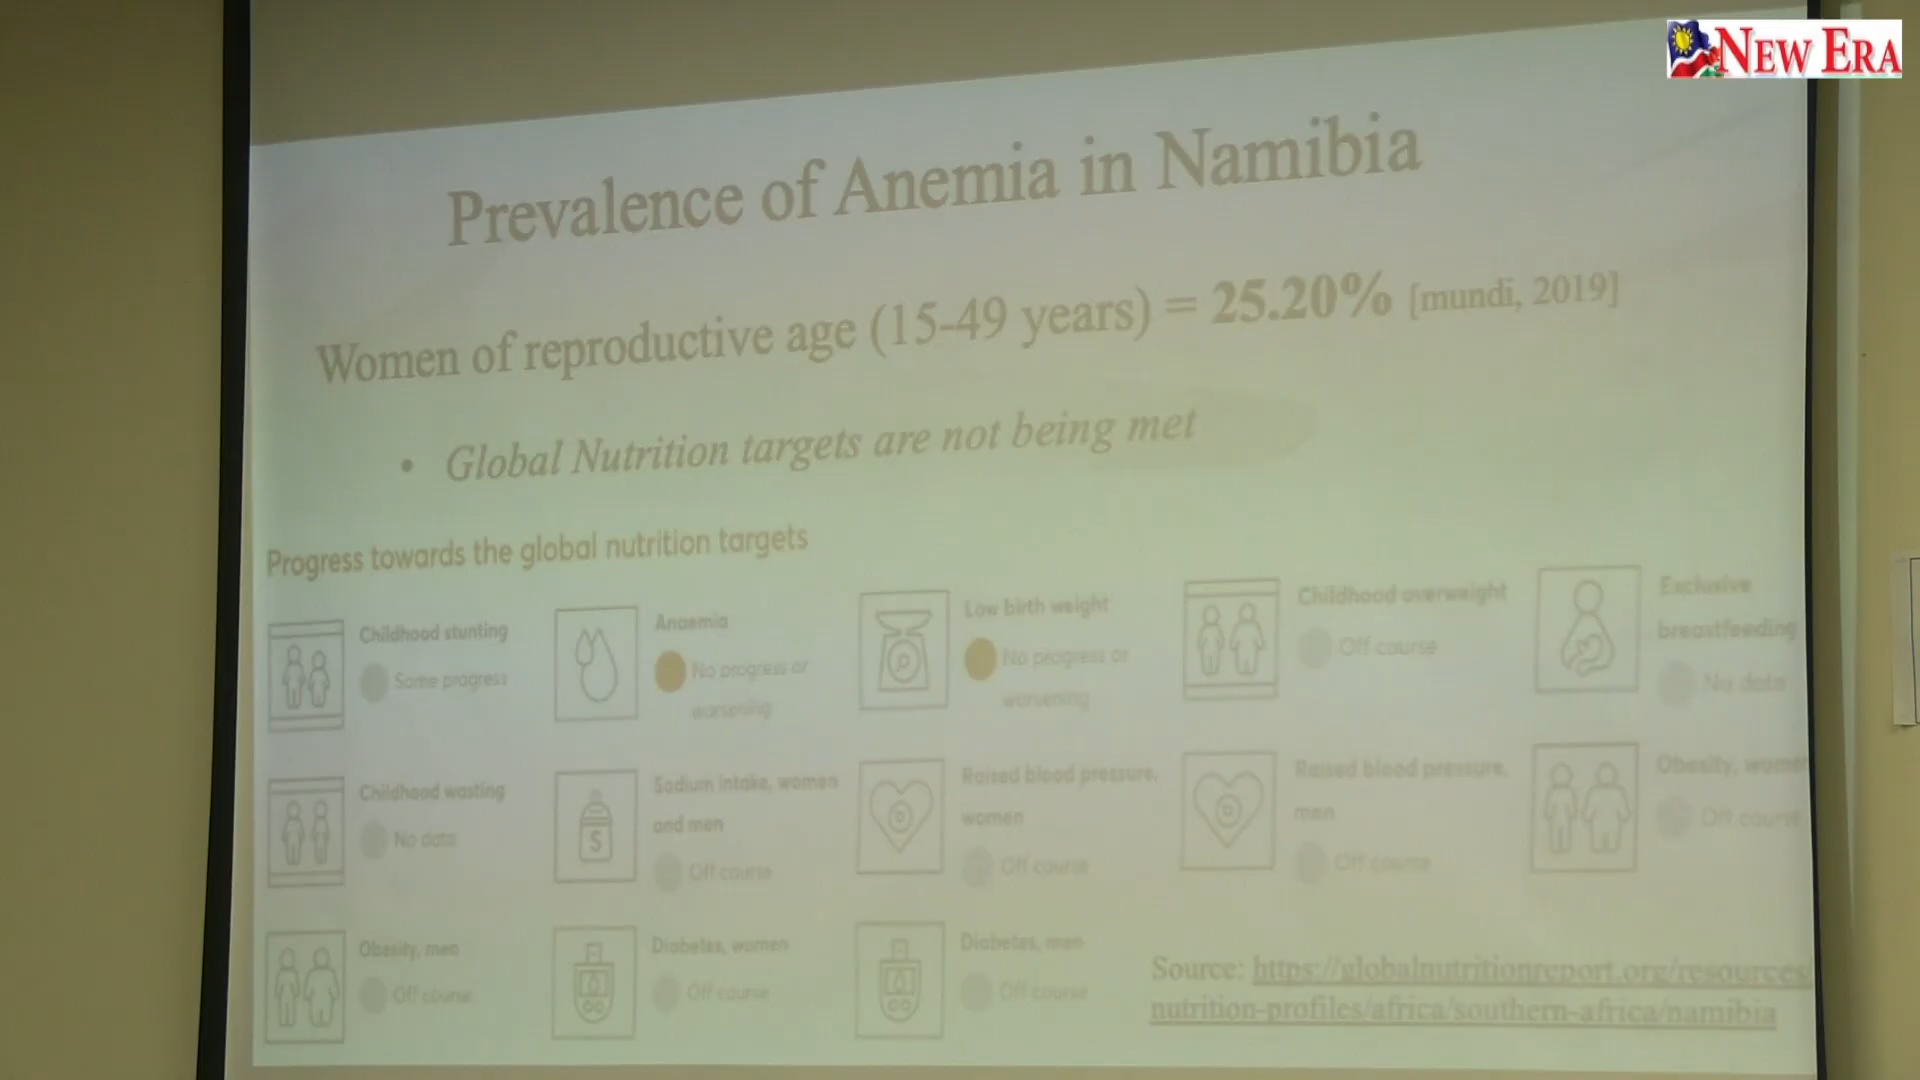 NEW ERA
Prevalence of Anemia in Namibia
Women of reproductive age (15-49 years) = 25.20% [mundi, 2019]
• Global Nutrition targets are not being met
Progress towards the global nutrition targets
Childhood stunting
Some progress
Anaemia
No progress or
worsening
Low birth weight
No progress or
worsening
Childhood overweight
Off course
Exclusive
breastfeeding
No data
Childhood wasting
No data
Sodium intake, women
and men
Off course
Raised blood pressure,
women
Off course
Raised blood pressure,
men
Off course
Obesity, women
Off course
Obesity, men
Off course
Diabetes, women
Off course
Diabetes, men
Off course
Source: https://globalnutritionreport.org/resources/
nutrition-profiles/africa/southern-africa/namibia